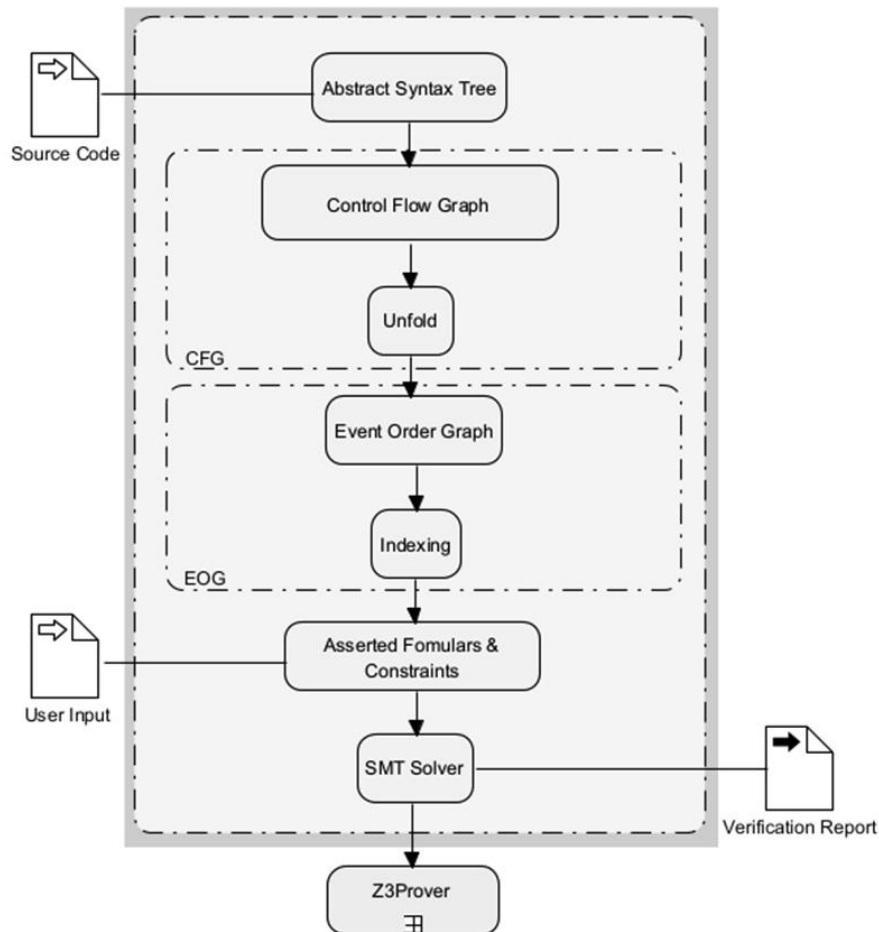 Abstract Syntax Tree
Source Code
Control Flow Graph
Unfold
CFG
Event Order Graph
Indexing
EOG
Asserted Fomulars &
Constraints
User Input
SMT Solver
Verification Report
Z3Prover